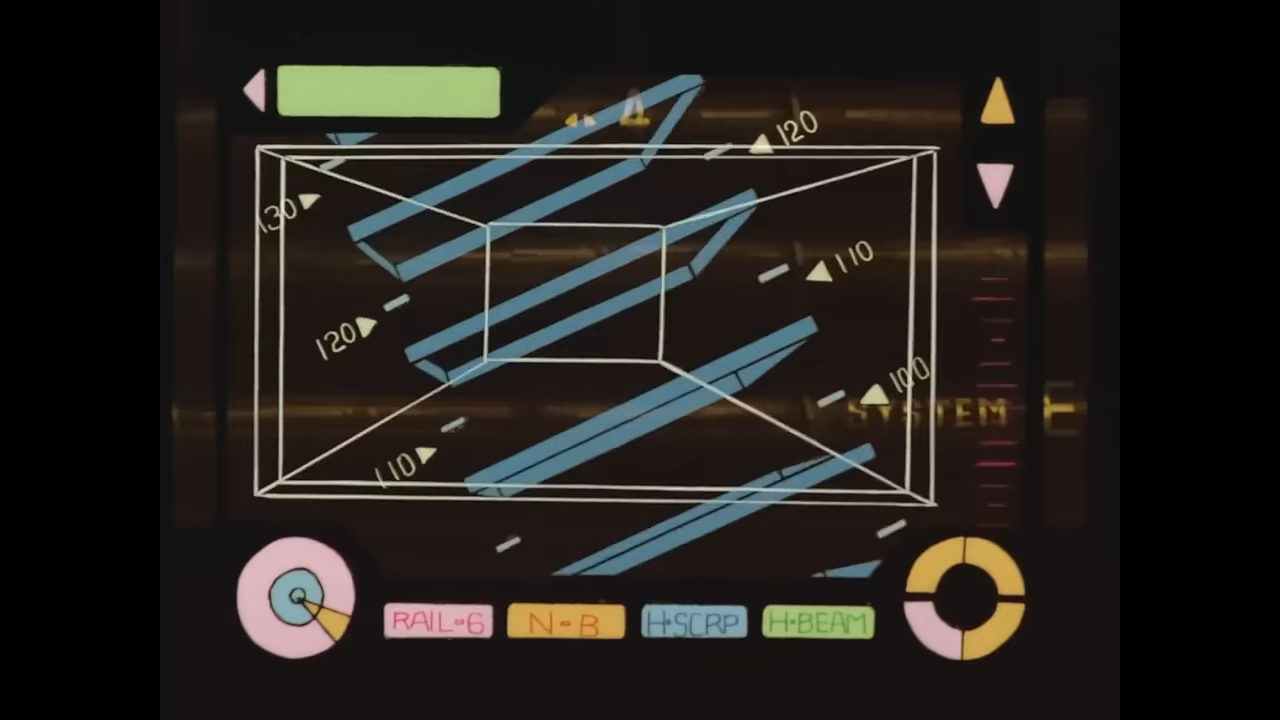 120
130
110
120
100
SYSTEM
110
RAIL-6
N-B
H·SCRP
H·BEAM